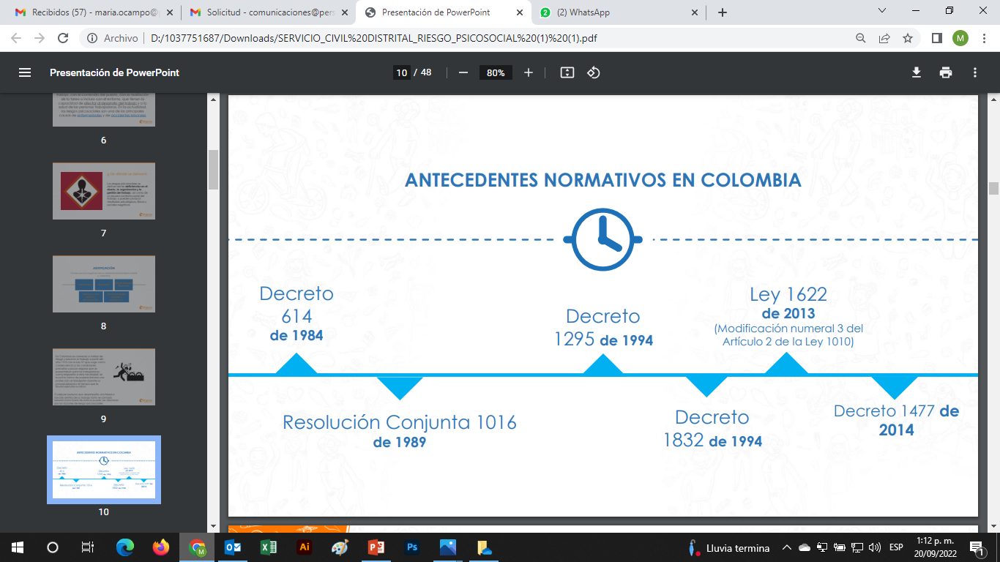 Recibidos (57) - maria.ocampo@
Solicitud - comunicaciones@pers
Presentación de PowerPoint
2
(2) WhatsApp
Archivo
D:/1037751687/Downloads/SERVICIO_CIVIL%20DISTRITAL_RIESGO_PSICOSOCIAL%20(1)%20(1).pdf
M
Presentación de PowerPoint
10 / 48
80%
6
7
8
9
10
ANTECEDENTES NORMATIVOS EN COLOMBIA
Decreto
614
de 1984
Resolución Conjunta 1016
de 1989
Decreto
1295 de 1994
Decreto
1832 de 1994
Ley 1622
de 2013
(Modificación numeral 3 del
Artículo 2 de la Ley 1010)
Decreto 1477 de
2014
Ai
Ps
Lluvia termina
ESP
1:12 p. m.
20/09/2022
1